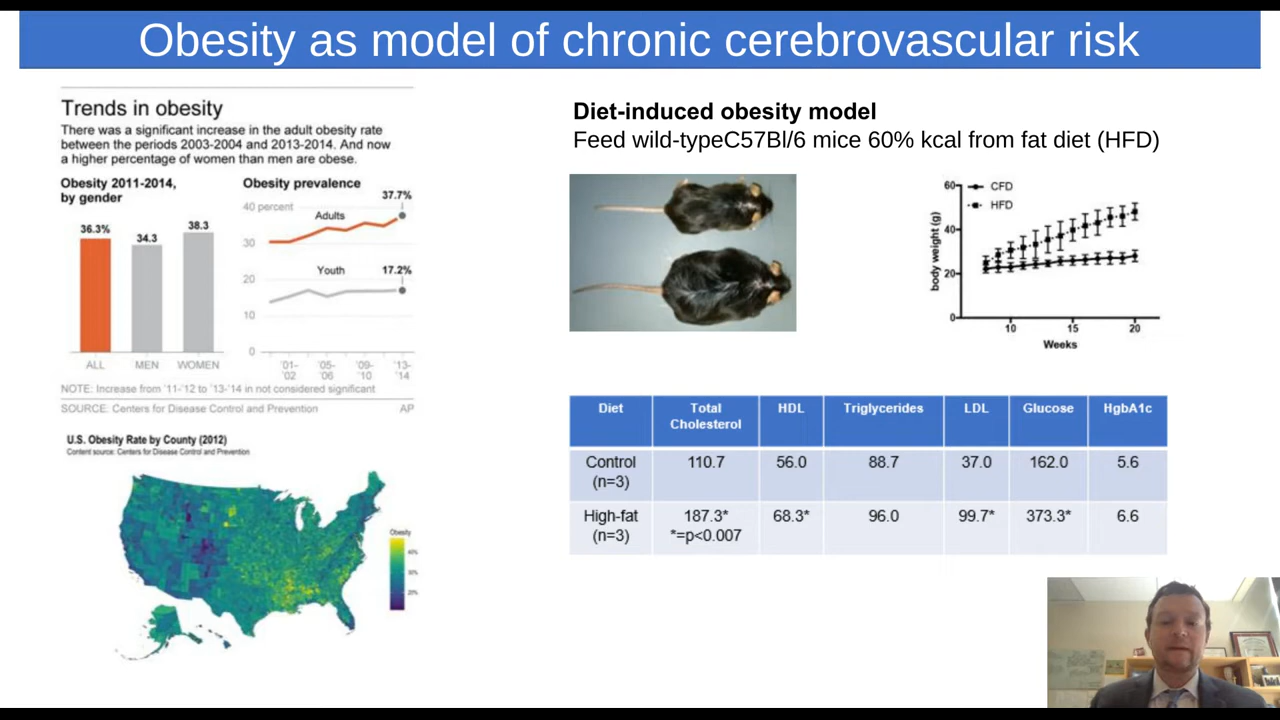 Obesity as model of chronic cerebrovascular risk
Trends in obesity
There was a significant increase in the adult obesity rate
between the periods 2003-2004 and 2013-2014. And now
a higher percentage of women than men are obese.
Obesity 2011-2014,
by gender
36.3%
34.3
38.3
ALL
MEN
WOMEN
Obesity prevalence
37.7%
40 percent
Adults
30
Youth
17.2%
20
10
0
'01-
'02
'05-
'06
'09-
'10
'13-
'14
NOTE: Increase from '11-'12 to '13-'14 in not considered significant
SOURCE: Centers for Disease Control and Prevention
AP
U.S. Obesity Rate by County (2012)
Content source: Centers for Disease Control and Prevention
Obesity
40%
30%
20%
Diet-induced obesity model
Feed wild-typeC57Bl/6 mice 60% kcal from fat diet (HFD)
CFD
HFD
body weight (g)
60
40
20
0
10
15
20
Weeks
Diet Total Cholesterol HDL Triglycerides LDL Glucose HgbA1c
Control (n=3) 110.7 56.0 88.7 37.0 162.0 5.6
High-fat (n=3) 187.3* *=p<0.007 68.3* 96.0 99.7* 373.3* 6.6